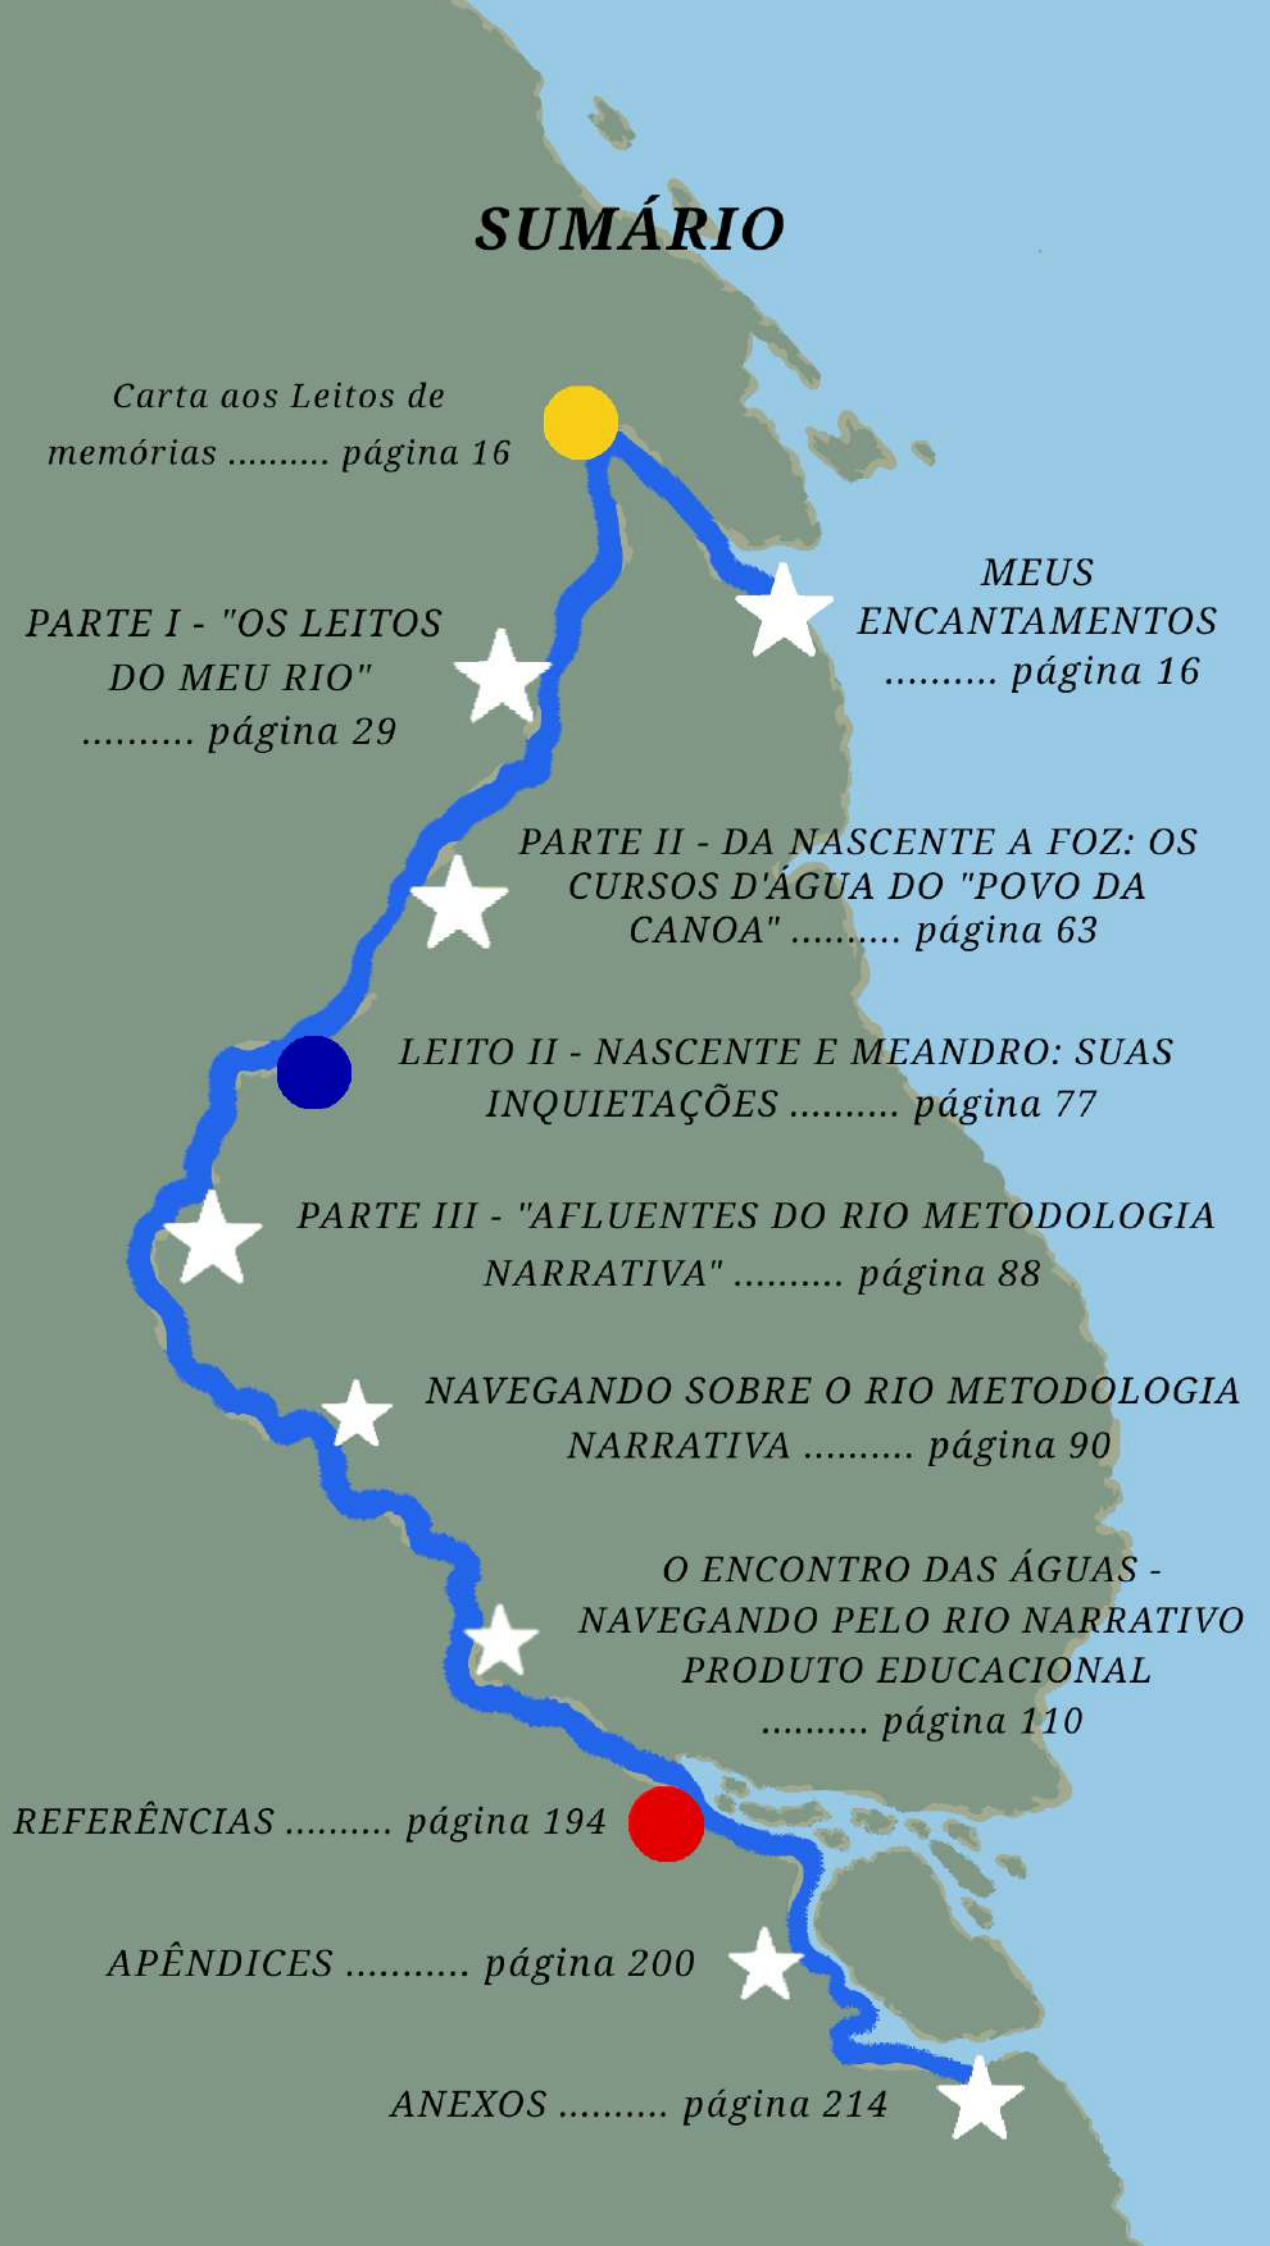 SUMÁRIO
Carta aos Leitos de
memórias .......... página 16
MEUS
ENCANTAMENTOS
.......... página 16
PARTE I - "OS LEITOS
DO MEU RIO"
.......... página 29
PARTE II - DA NASCENTE A FOZ: OS
CURSOS D'ÁGUA DO "POVO DA
CANOA" .......... página 63
LEITO II - NASCENTE E MEANDRO: SUAS
INQUIETAÇÕES .......... página 77
PARTE III - "AFLUENTES DO RIO METODOLOGIA
NARRATIVA" .......... página 88
NAVEGANDO SOBRE O RIO METODOLOGIA
NARRATIVA .......... página 90
O ENCONTRO DAS ÁGUAS -
NAVEGANDO PELO RIO NARRATIVO
PRODUTO EDUCACIONAL
.......... página 110
REFERÊNCIAS .......... página 194
APÊNDICES ........... página 200
ANEXOS .......... página 214